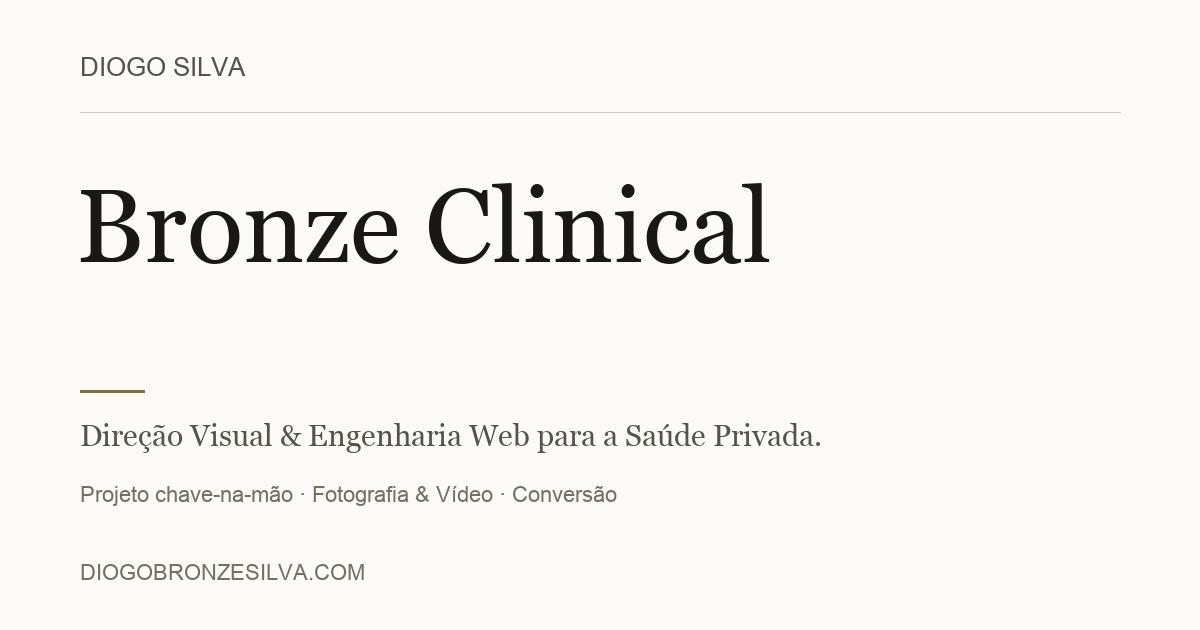 DIOGO SILVA
Bronze Clinical
Direção Visual & Engenharia Web para a Saúde Privada.
Projeto chave-na-mão · Fotografia & Vídeo · Conversão
DIOGOBRONZESILVA.COM